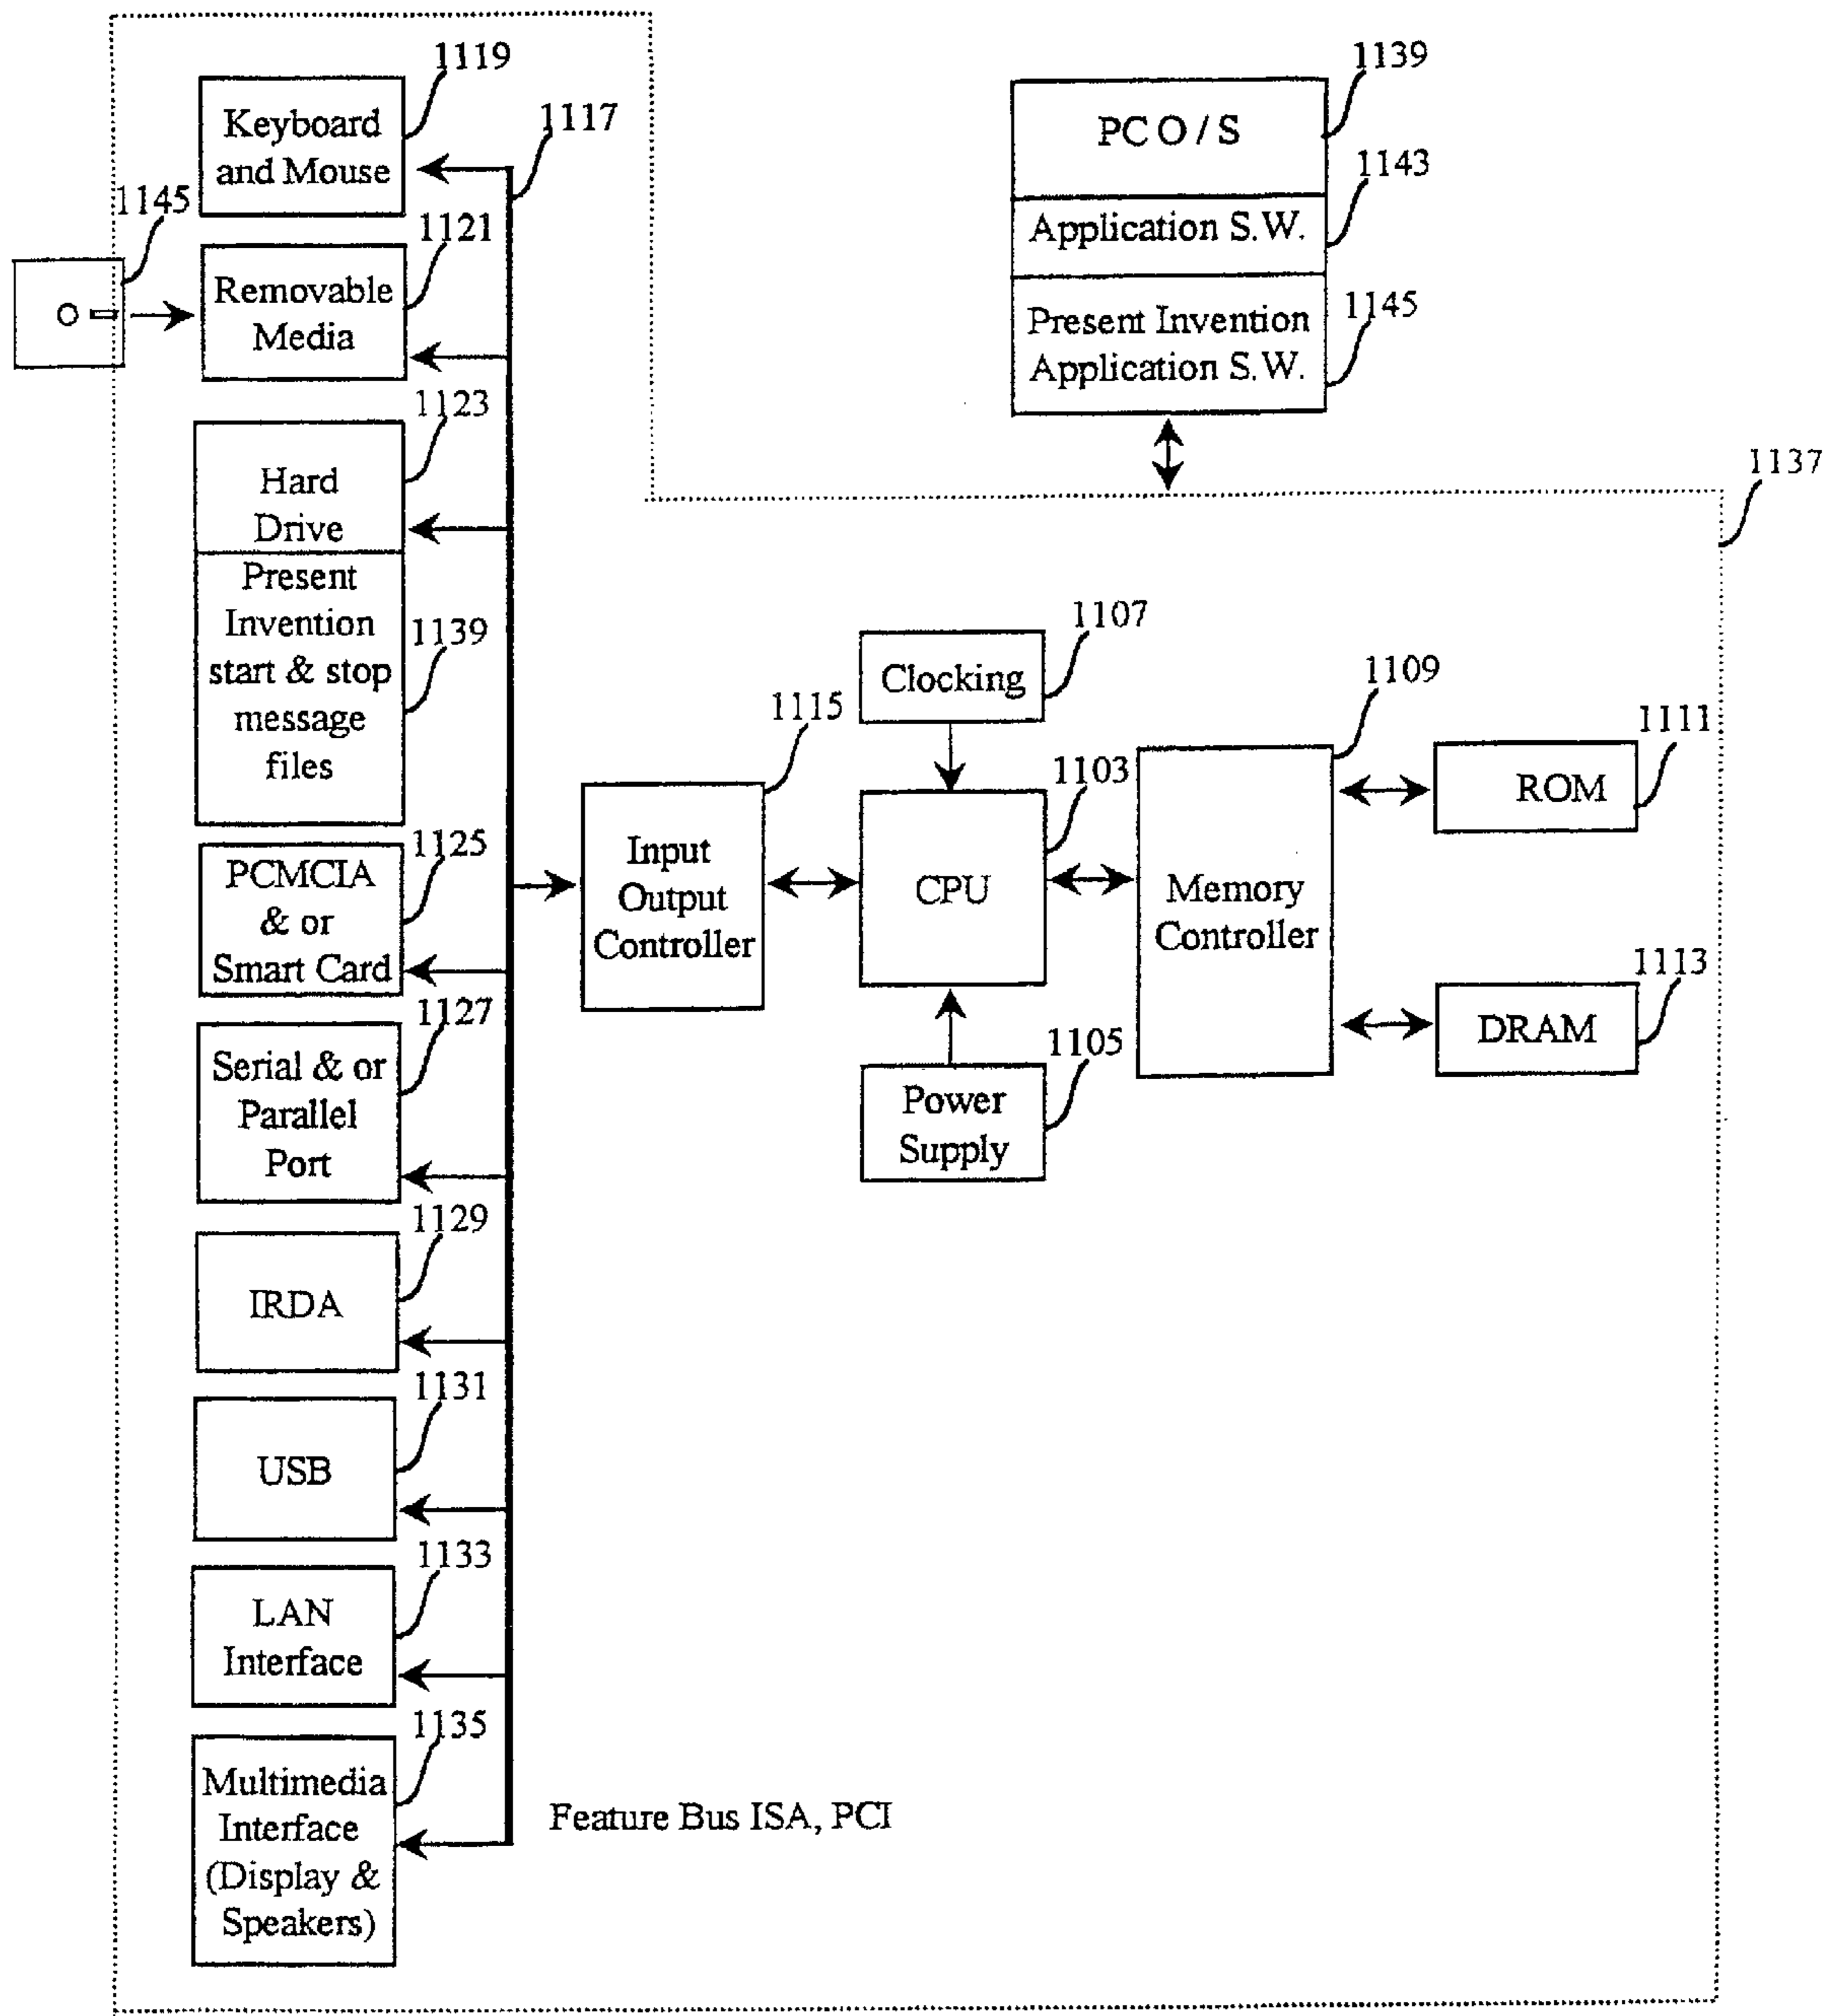 1119
Keyboard
and Mouse
1117
1145
1121
Removable
Media
1123
Hard
Drive
Present
Invention
1139
start & stop
message
files
1125
PCMCIA
& or
Smart Card
1127
Serial & or
Parallel
Port
1129
IRDA
1131
USB
1133
LAN
Interface
1135
Multimedia
Interface
(Display &
Speakers)
Feature Bus ISA, PCI
1139
PC O / S
1143
Application S.W.
1145
Present Invention
Application S.W.
1137
1115
Input
Output
Controller
1107
Clocking
1103
CPU
1105
Power
Supply
1109
Memory
Controller
1111
ROM
1113
DRAM